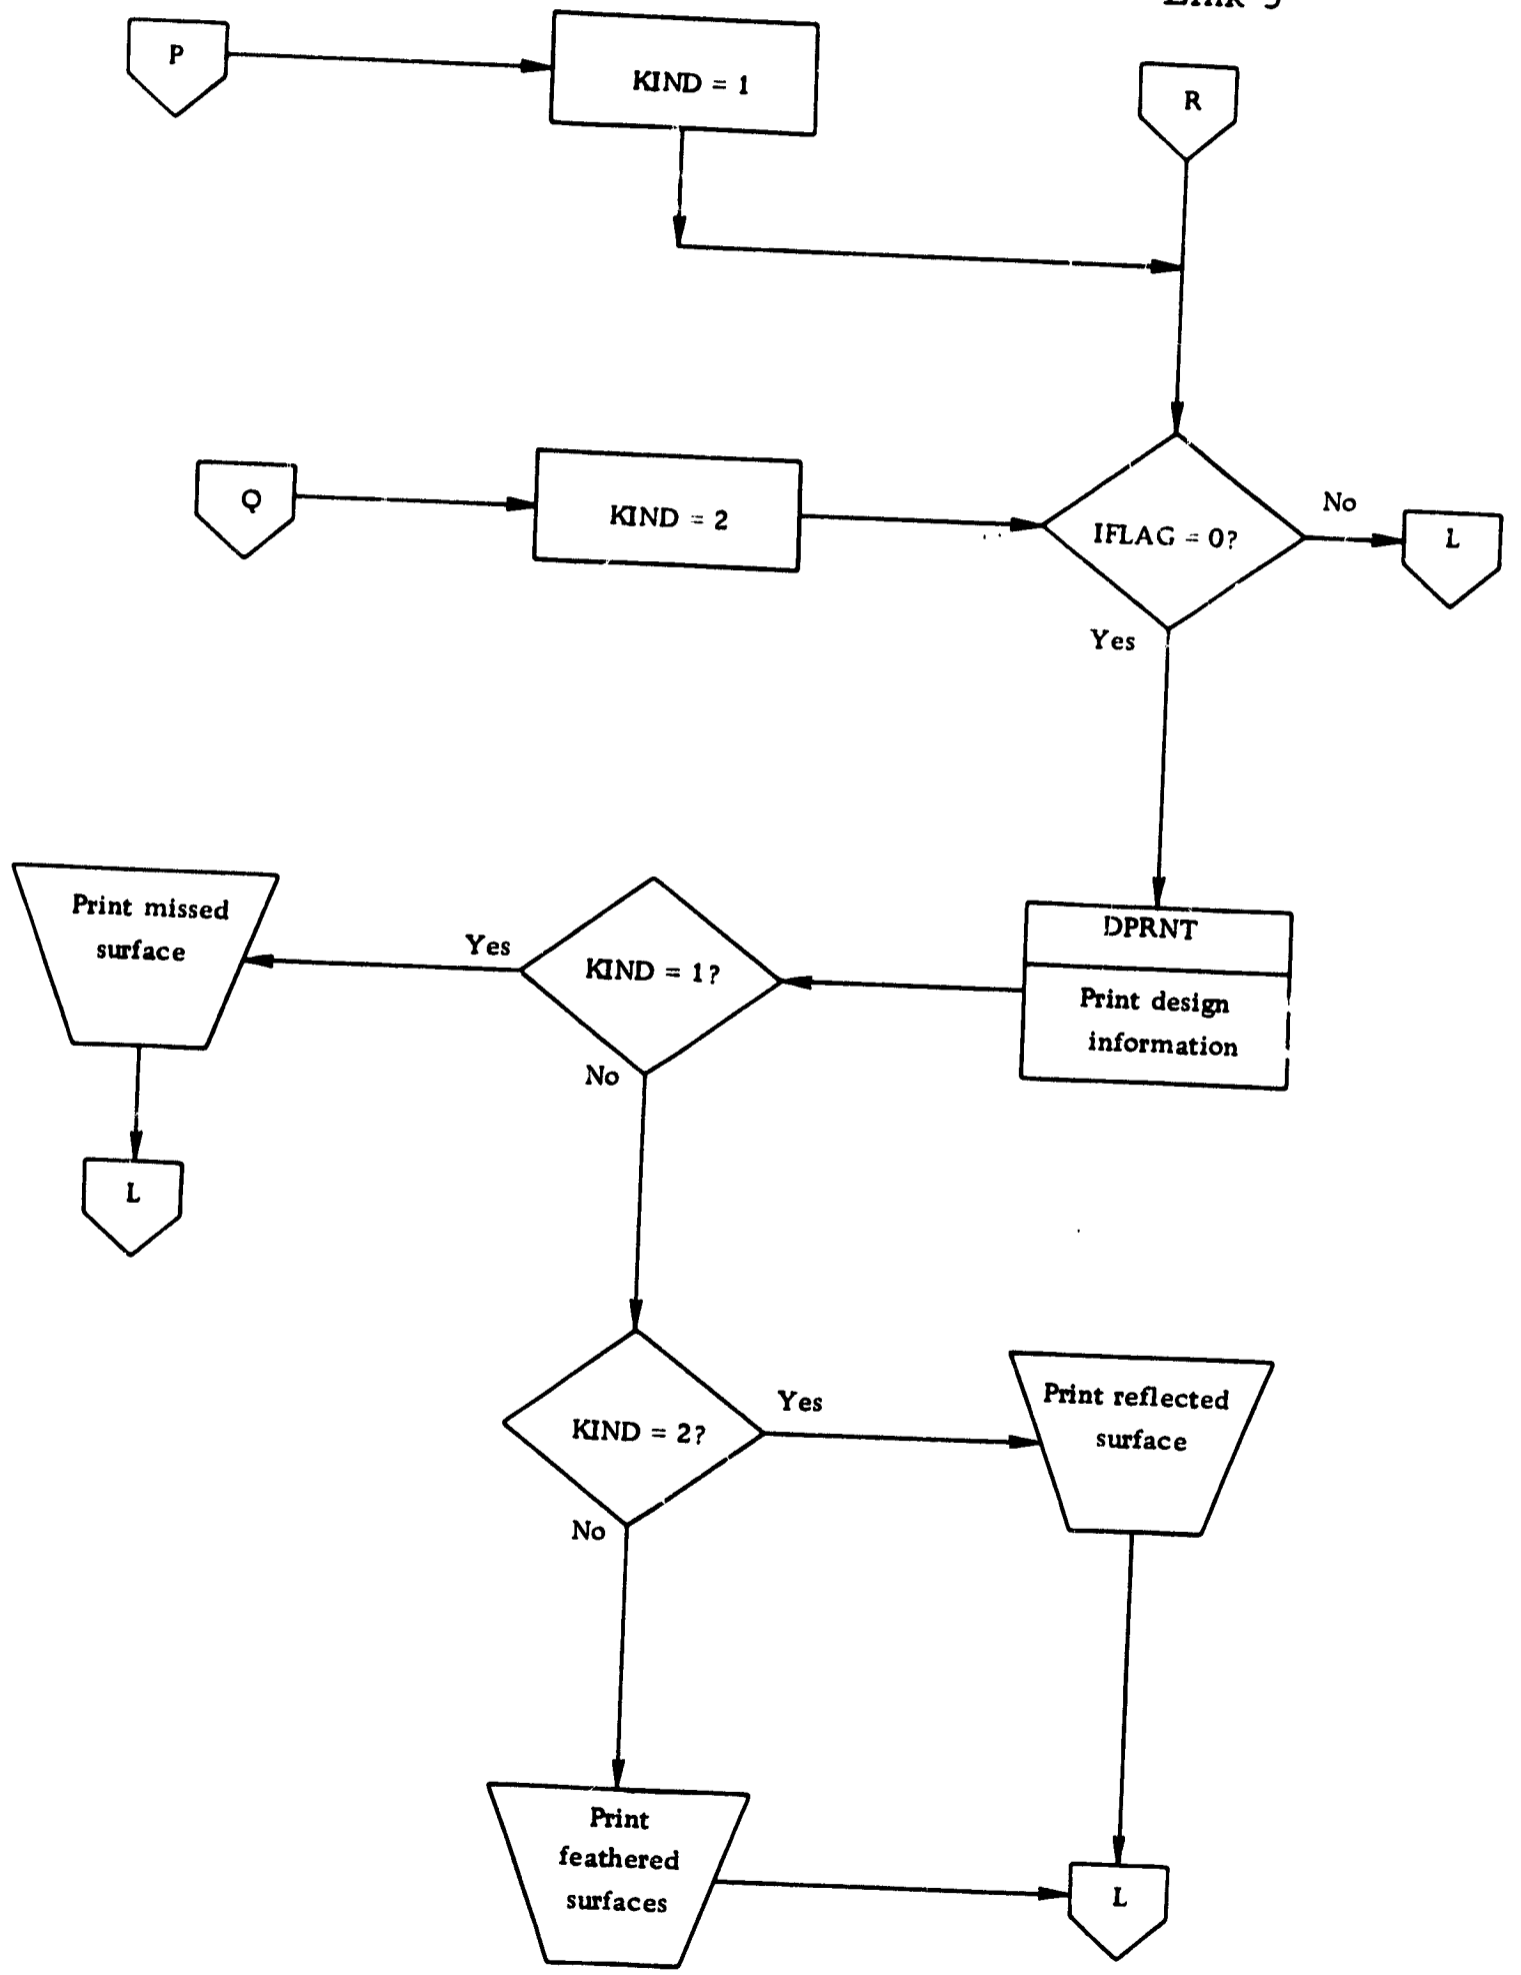 P
KIND = 1
R
Q
KIND = 2
IFLAG = 0?
No
L
Yes
DPRNT
Print design
information
KIND = 1?
Yes
Print missed
surface
No
L
KIND = 2?
Yes
Print reflected
surface
No
Print
feathered
surfaces
L